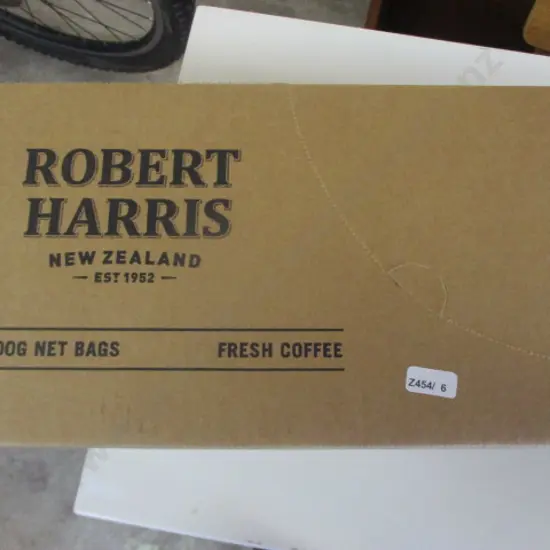 ROBERT
HARRIS
NEW ZEALAND
EST 1952
00G NET BAGS FRESH COFFEE
Z454/ 6